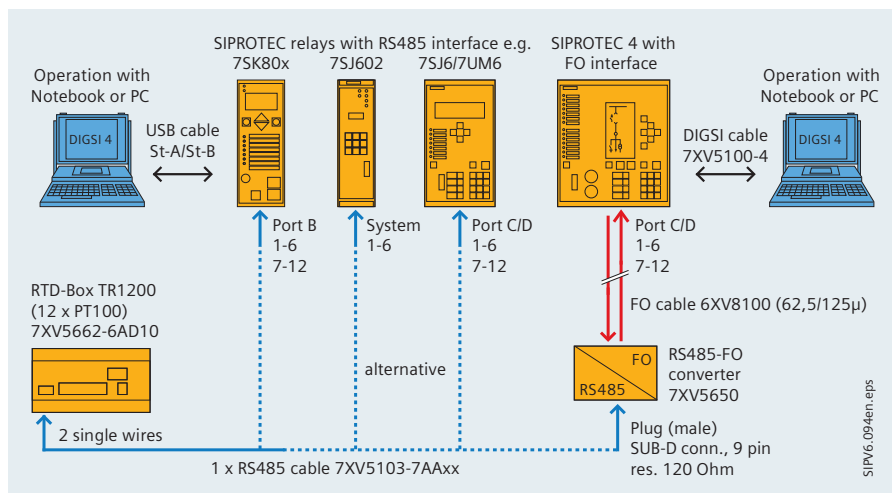 SIPROTEC relays with RS485 interface e.g.
7SK80x
7SJ602
7SJ6/7UM6
SIPROTEC 4 with
FO interface
Operation with
Notebook or PC
DIGSI 4
USB cable
St-A/St-B
DIGSI cable
7XV5100-4
Operation with
Notebook or PC
DIGSI 4
Port B
1-6
7-12
System
1-6
Port C/D
1-6
7-12
Port C/D
1-6
7-12
RTD-Box TR1200
(12 x PT100)
7XV5662-6AD10
FO cable 6XV8100 (62,5/125µ)
alternative
FO
RS485
RS485-FO
converter
7XV5650
2 single wires
1 x RS485 cable 7XV5103-7AAxx
Plug (male)
SUB-D conn., 9 pin
res. 120 Ohm
SIPV6.094en.eps